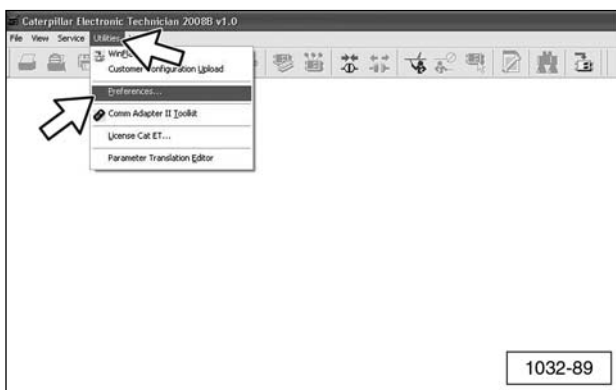 Caterpillar Electronic Technician 2008B v1.0
File View Service Utilities
Customer Configuration Upload
Preferences...
Comm Adapter II Toolkit
License Cat ET...
Parameter Translation Editor
1032-89